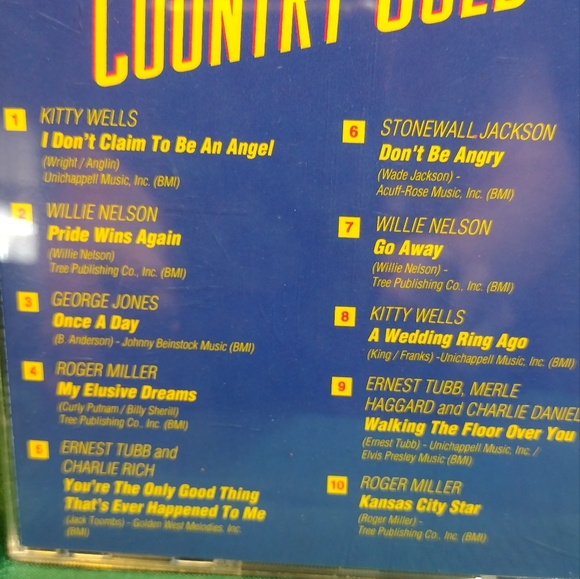 COUNTRY GOLD
1
KITTY WELLS
I Don't Claim To Be An Angel
(Wright / Anglin)
Unichappell Music, Inc. (BMI)
2
WILLIE NELSON
Pride Wins Again
(Willie Nelson)
Tree Publishing Co., Inc. (BMI)
3
GEORGE JONES
Once A Day
(B. Anderson) - Johnny Beinstock Music (BMI)
4
ROGER MILLER
My Elusive Dreams
(Curly Putnam / Billy Sherill)
Tree Publishing Co., Inc. (BMI)
5
ERNEST TUBB and
CHARLIE RICH
You're The Only Good Thing
That's Ever Happened To Me
(Jack Toombs) - Golden West Melodies, Inc.
(BMI)
6
STONEWALL JACKSON
Don't Be Angry
(Wade Jackson) -
Acuff-Rose Music, Inc. (BMI)
7
WILLIE NELSON
Go Away
(Willie Nelson) -
Tree Publishing Co., Inc. (BMI)
8
KITTY WELLS
A Wedding Ring Ago
(King / Franks) -Unichappell Music, Inc. (BMI)
9
ERNEST TUBB, MERLE
HAGGARD and CHARLIE DANIEL
Walking The Floor Over You
(Ernest Tubb) - Unichappell Music, Inc. /
Elvis Presley Music (BMI)
10
ROGER MILLER
Kansas City Star
(Roger Miller) -
Tree Publishing Co., Inc. (BMI)